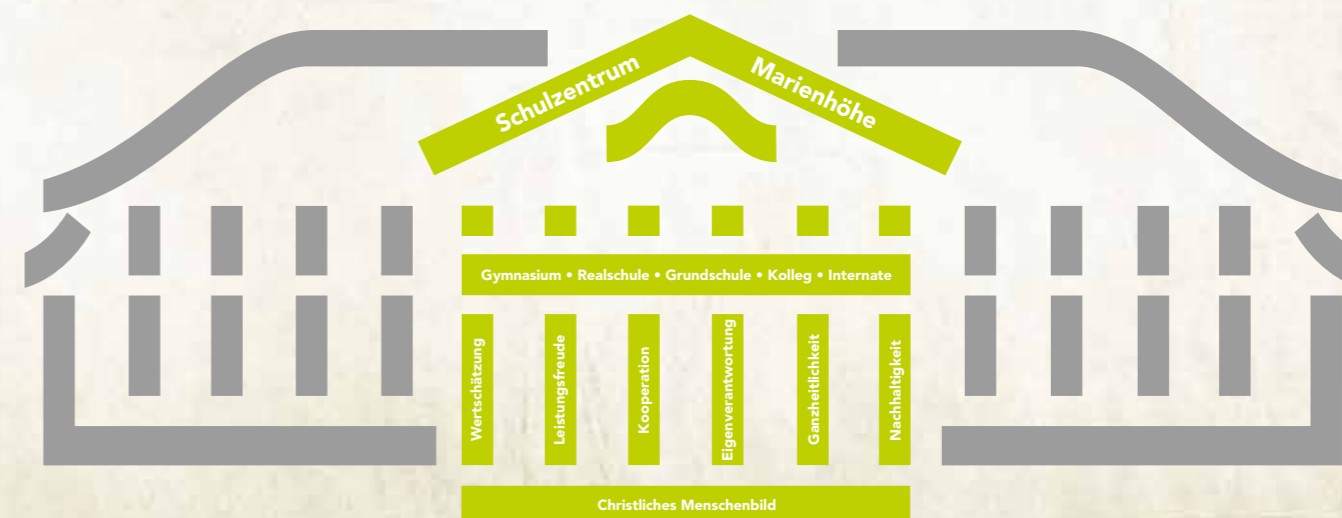 Schulzentrum Marienhöhe
Gymnasium • Realschule • Grundschule • Kolleg • Internate
Wertschätzung
Leistungsfreude
Kooperation
Eigenverantwortung
Ganzheitlichkeit
Nachhaltigkeit
Christliches Menschenbild